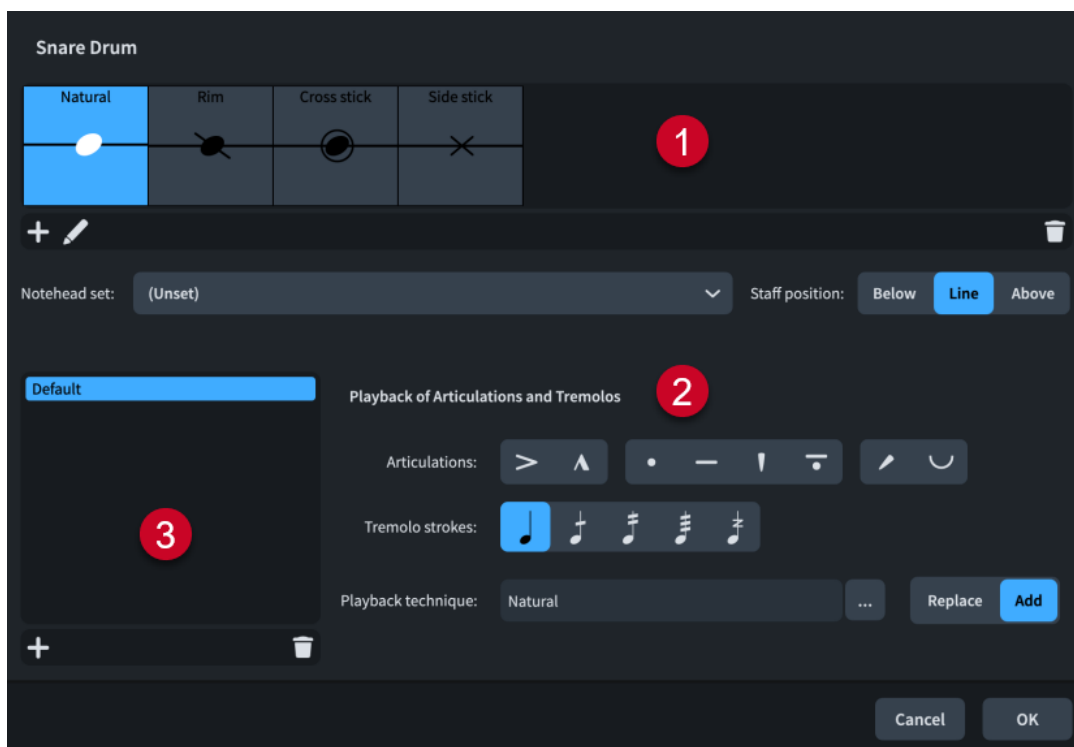 Snare Drum
Natural Rim Cross stick Side stick
1
Notehead set: (Unset) Staff position: Below Line Above
Default
Playback of Articulations and Tremolos 2
Articulations:
3 Tremolo strokes:
Playback technique: Natural ... Replace Add
Cancel OK